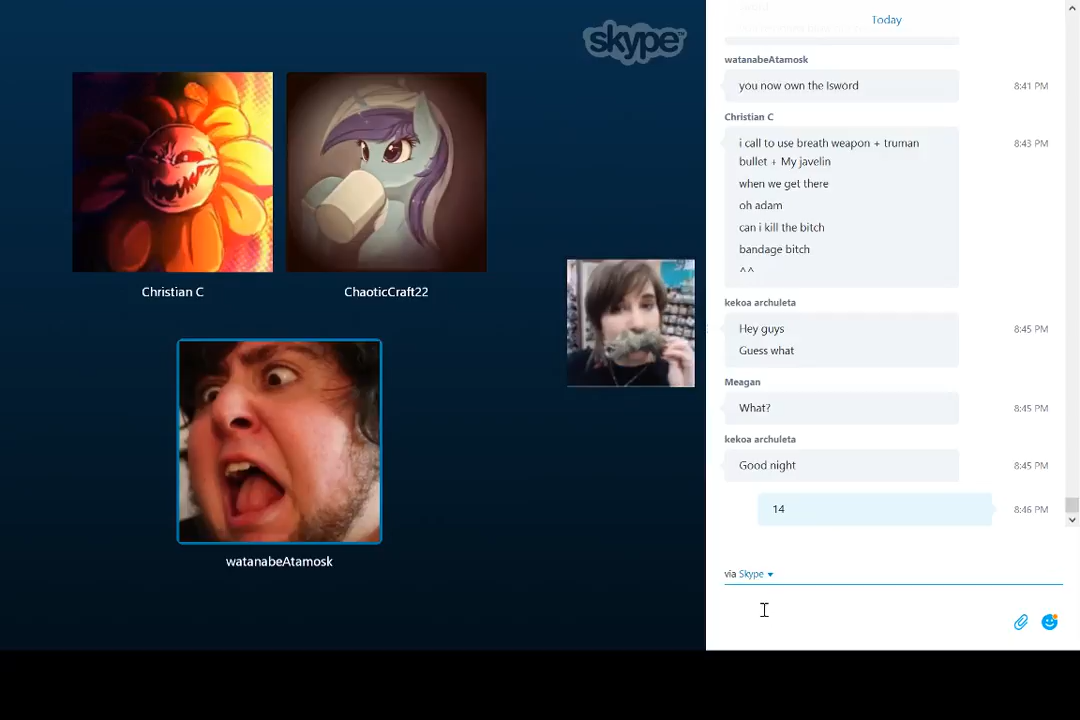 skype™
Today
watanabeAtamosk
you now own the Isword
8:41 PM
Christian C
i call to use breath weapon + truman
8:43 PM
bullet + My javelin
when we get there
oh adam
can i kill the bitch
bandage bitch
^^
kekoa archuleta
Hey guys
8:45 PM
Guess what
Meagan
What?
8:45 PM
kekoa archuleta
Good night
8:45 PM
14
8:46 PM
via Skype
Christian C
ChaoticCraft22
watanabeAtamosk